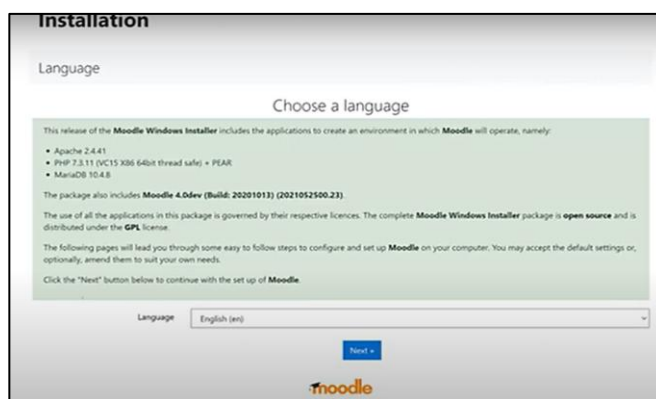 Installation
Language
Choose a language
This release of the Moodle Windows Installer includes the applications to create an environment in which Moodle will operate, namely:
• Apache 2.4.41
• PHP 7.3.11 (VC15 X86 64bit thread safe) + PEAR
• MariaDB 10.4.8
The package also includes Moodle 4.0dev (Build: 20201013) (2021052500.23).
The use of all the applications in this package is governed by their respective licences. The complete Moodle Windows Installer package is open source and is
distributed under the GPL license.
The following pages will lead you through some easy to follow steps to configure and set up Moodle on your computer. You may accept the default settings or,
optionally, amend them to suit your own needs.
Click the "Next" button below to continue with the set up of Moodle.
Language English (en)
Next »
moodle